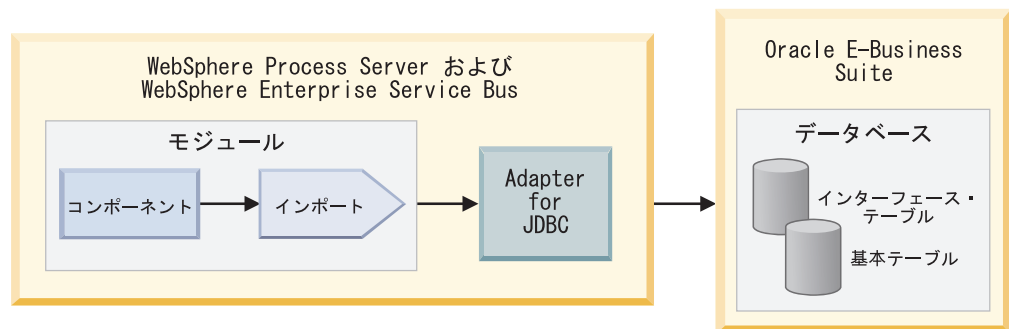 WebSphere Process Server および
WebSphere Enterprise Service Bus
モジュール
コンポーネント
インポート
Adapter
for
JDBC
Oracle E-Business
Suite
データベース
インターフェース・
テーブル
基本テーブル